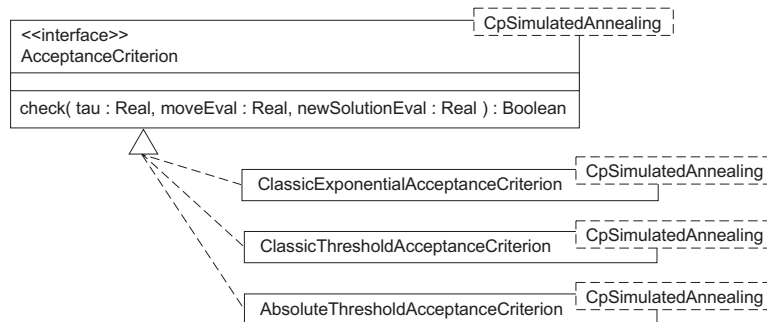 CpSimulatedAnnealing
<<interface>>
AcceptanceCriterion
check( tau : Real, moveEval : Real, newSolutionEval : Real ) : Boolean
CpSimulatedAnnealing
ClassicExponentialAcceptanceCriterion
CpSimulatedAnnealing
ClassicThresholdAcceptanceCriterion
CpSimulatedAnnealing
AbsoluteThresholdAcceptanceCriterion